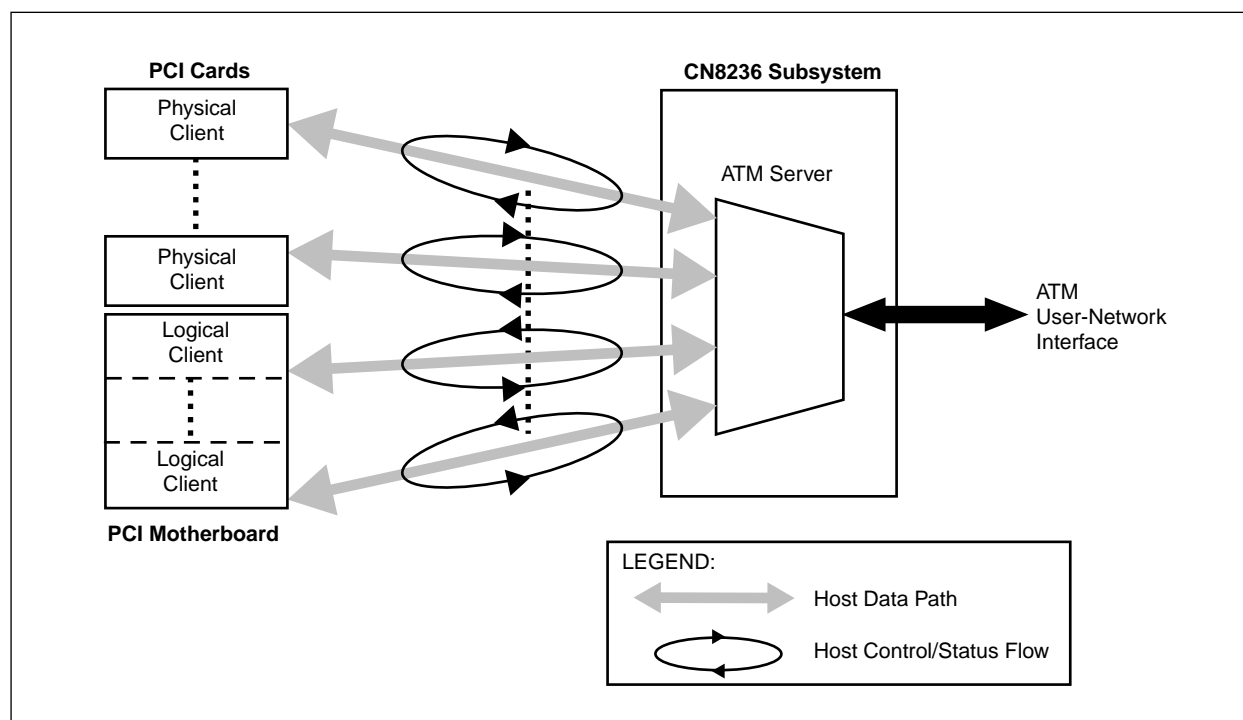 PCI Cards
Physical
Client
Physical
Client
Logical
Client
Logical
Client
PCI Motherboard
CN8236 Subsystem
ATM Server
ATM
User-Network
Interface
LEGEND:
Host Data Path
Host Control/Status Flow